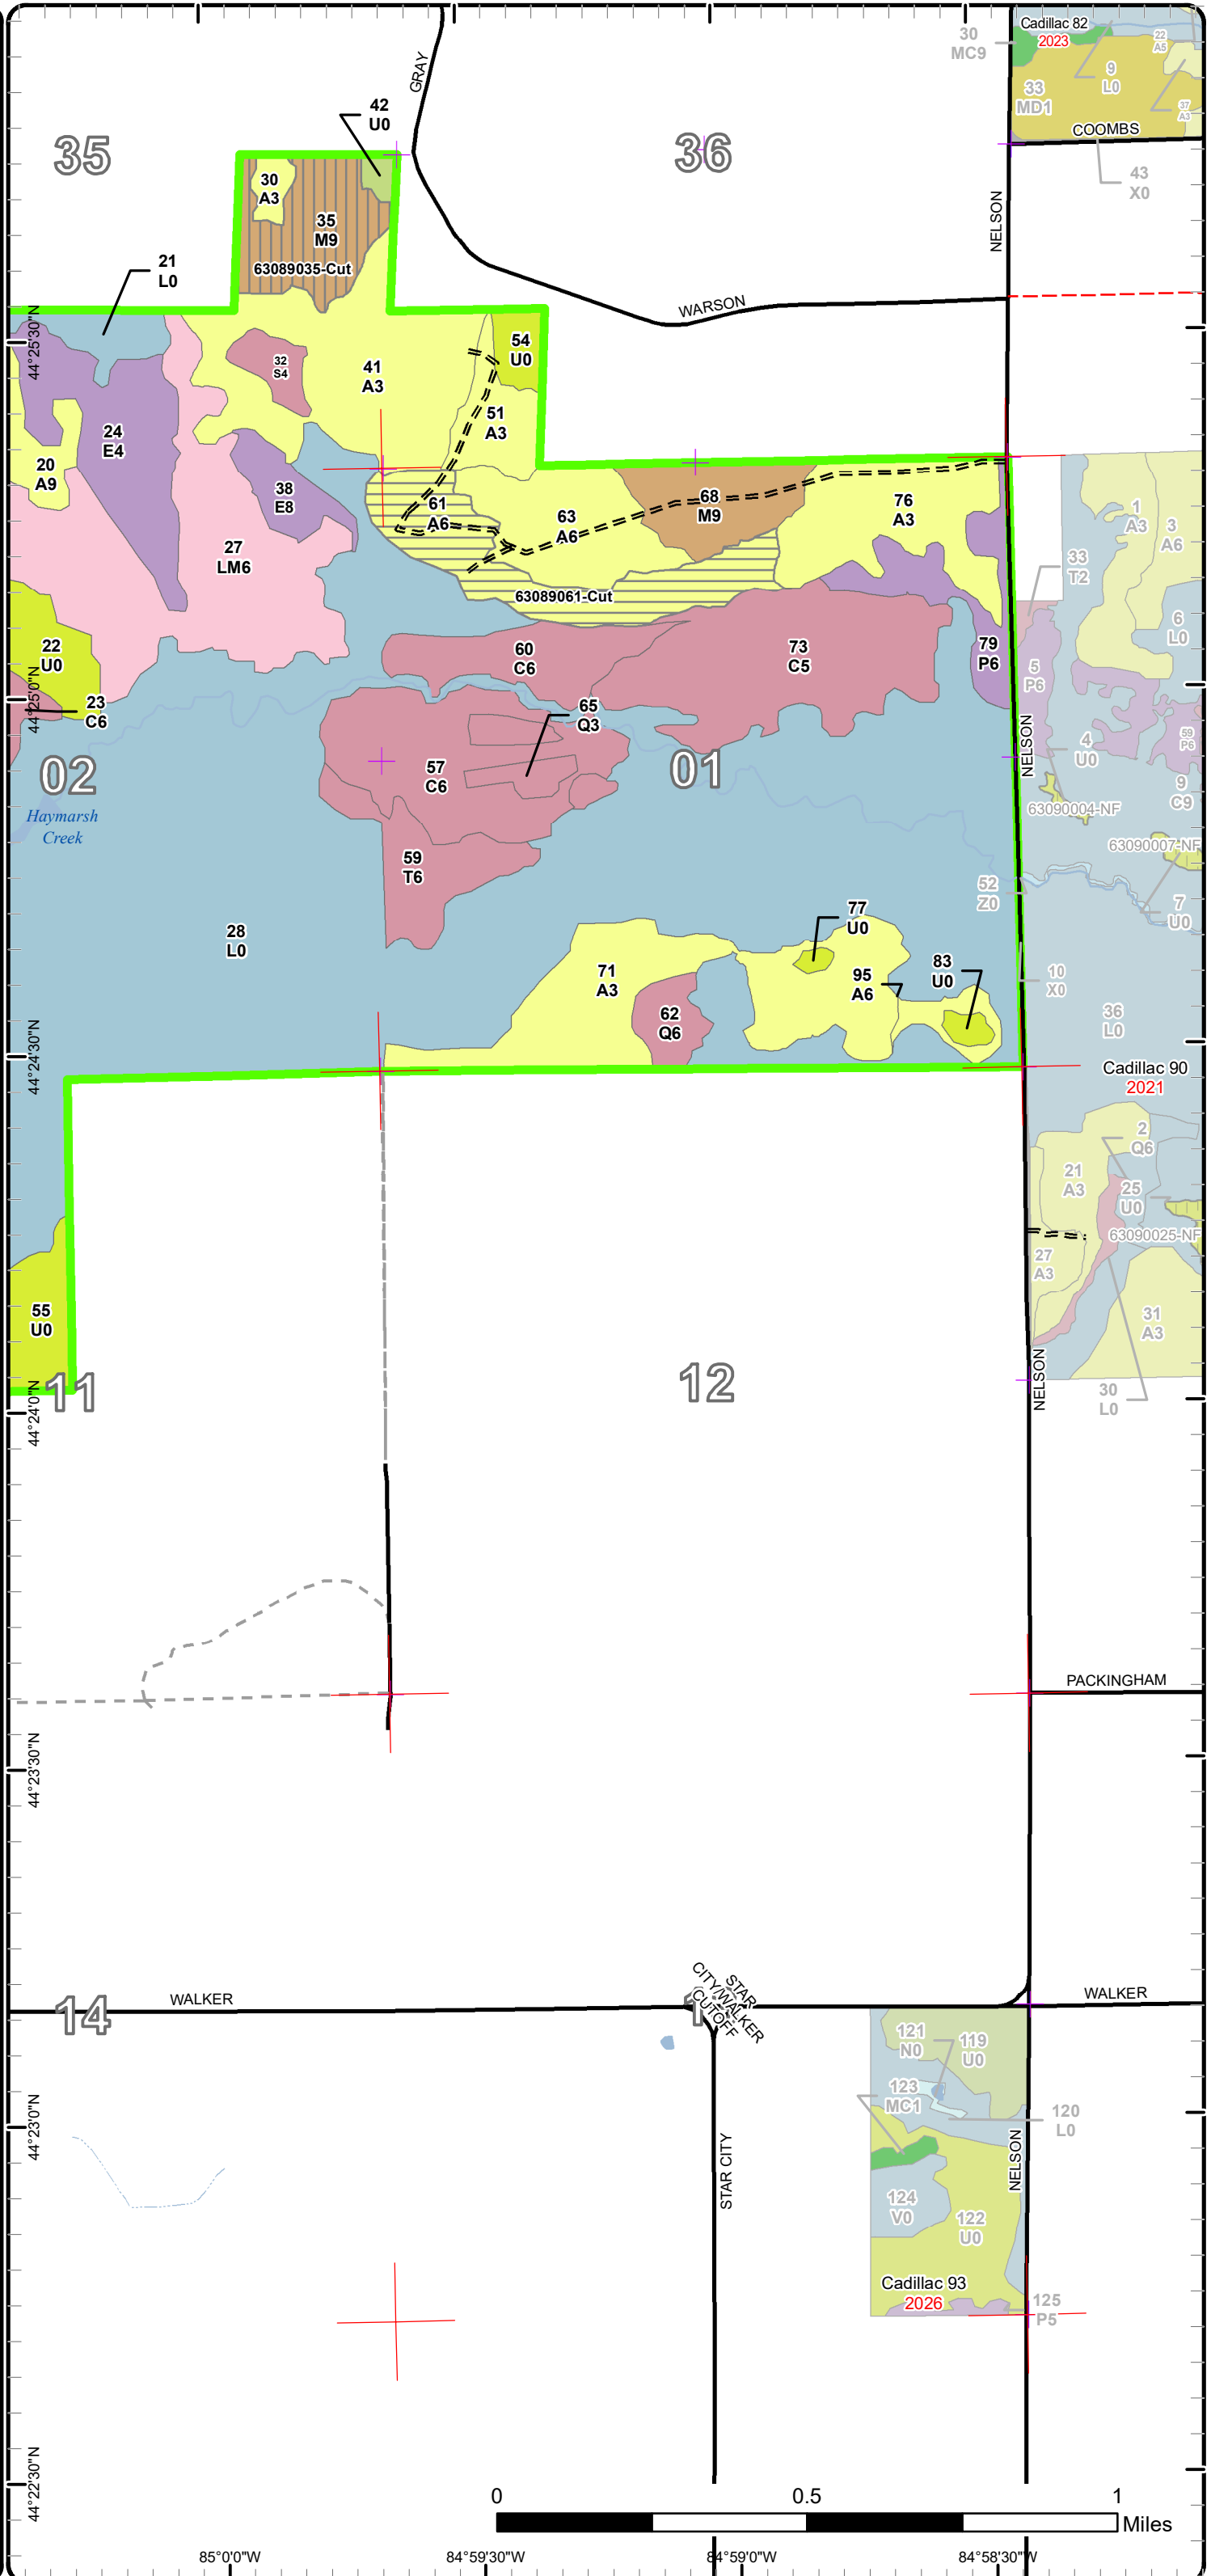 GRAY
30
MC9
Cadillac 82
2023
22
A5
9
L0
33
MD1
37
A3
COOMBS
43
X0
42
U0
35
36
30
A3
35
M9
63089035-Cut
NELSON
21
L0
WARSON
44°25'30"N
54
U0
32
S4
41
A3
51
A3
24
E4
20
A9
38
E8
61
A6
63
A6
68
M9
76
A3
1
A3
3
A6
27
LM6
33
T2
63089061-Cut
6
L0
22
U0
60
C6
73
C5
79
P6
5
P6
44°25'0"N
23
C6
65
Q3
NELSON
4
U0
59
P6
02
57
C6
01
9
C9
Haymarsh
Creek
63090004-NF
63090007-NF
59
T6
52
Z0
7
U0
28
L0
77
U0
71
A3
95
A6
83
U0
10
X0
62
Q6
36
L0
44°24'30"N
Cadillac 90
2021
2
Q6
21
A3
25
U0
63090025-NF
27
A3
55
U0
31
A3
11
12
NELSON
30
L0
44°24'0"N
PACKINGHAM
44°23'30"N
WALKER
14
STAR
CITY/WALKER
CUTOFF
1
WALKER
121
N0
119
U0
123
MC1
120
L0
44°23'0"N
STAR CITY
NELSON
124
V0
122
U0
Cadillac 93
2026
125
P5
44°22'30"N
0
0.5
1
Miles
85°0'0"W
84°59'30"W
84°59'0"W
84°58'30"W